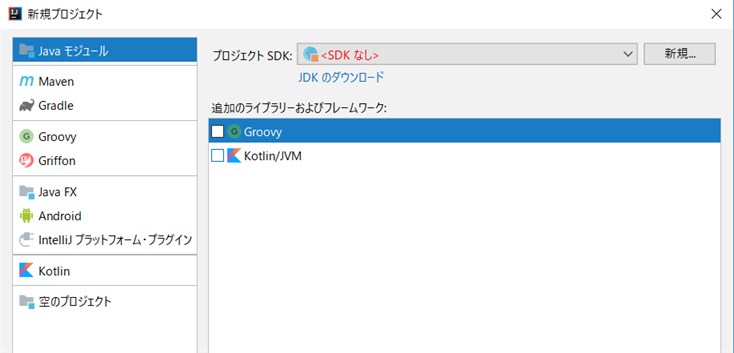 新規プロジェクト
Java モジュール
Maven
Gradle
Groovy
Griffon
Java FX
Android
IntelliJ プラットフォーム・プラグイン
Kotlin
空のプロジェクト
プロジェクト SDK:
<SDK なし>
新規...
JDK のダウンロード
追加のライブラリーおよびフレームワーク:
Groovy
Kotlin/JVM